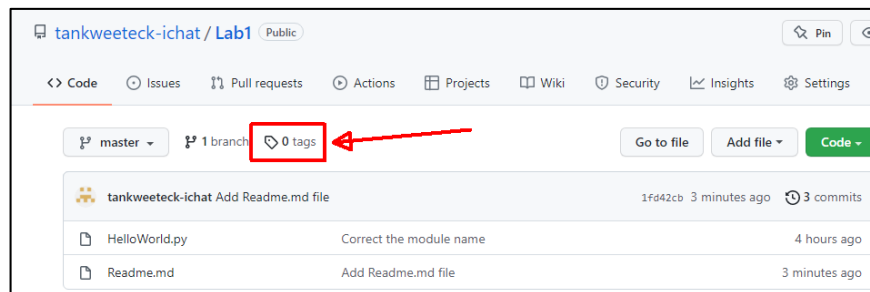 tankweeteck-ichat / Lab1 Public Pin
Code Issues Pull requests Actions Projects Wiki Security Insights Settings
master 1 branch 0 tags Go to file Add file Code
tankweeteck-ichat Add Readme.md file 1fd42cb 3 minutes ago 3 commits
HelloWorld.py Correct the module name 4 hours ago
Readme.md Add Readme.md file 3 minutes ago